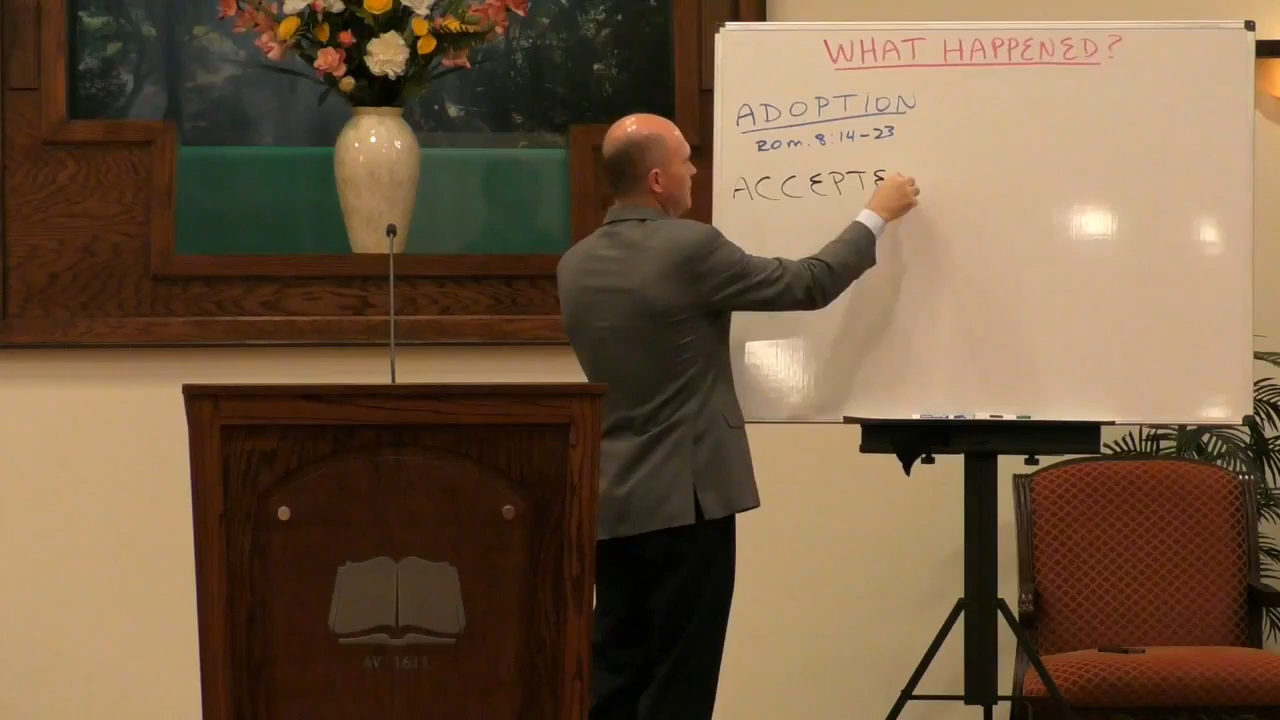 WHAT HAPPENED?
ADOPTION
ROM. 8:14-23
ACCEPTE
AV 1611